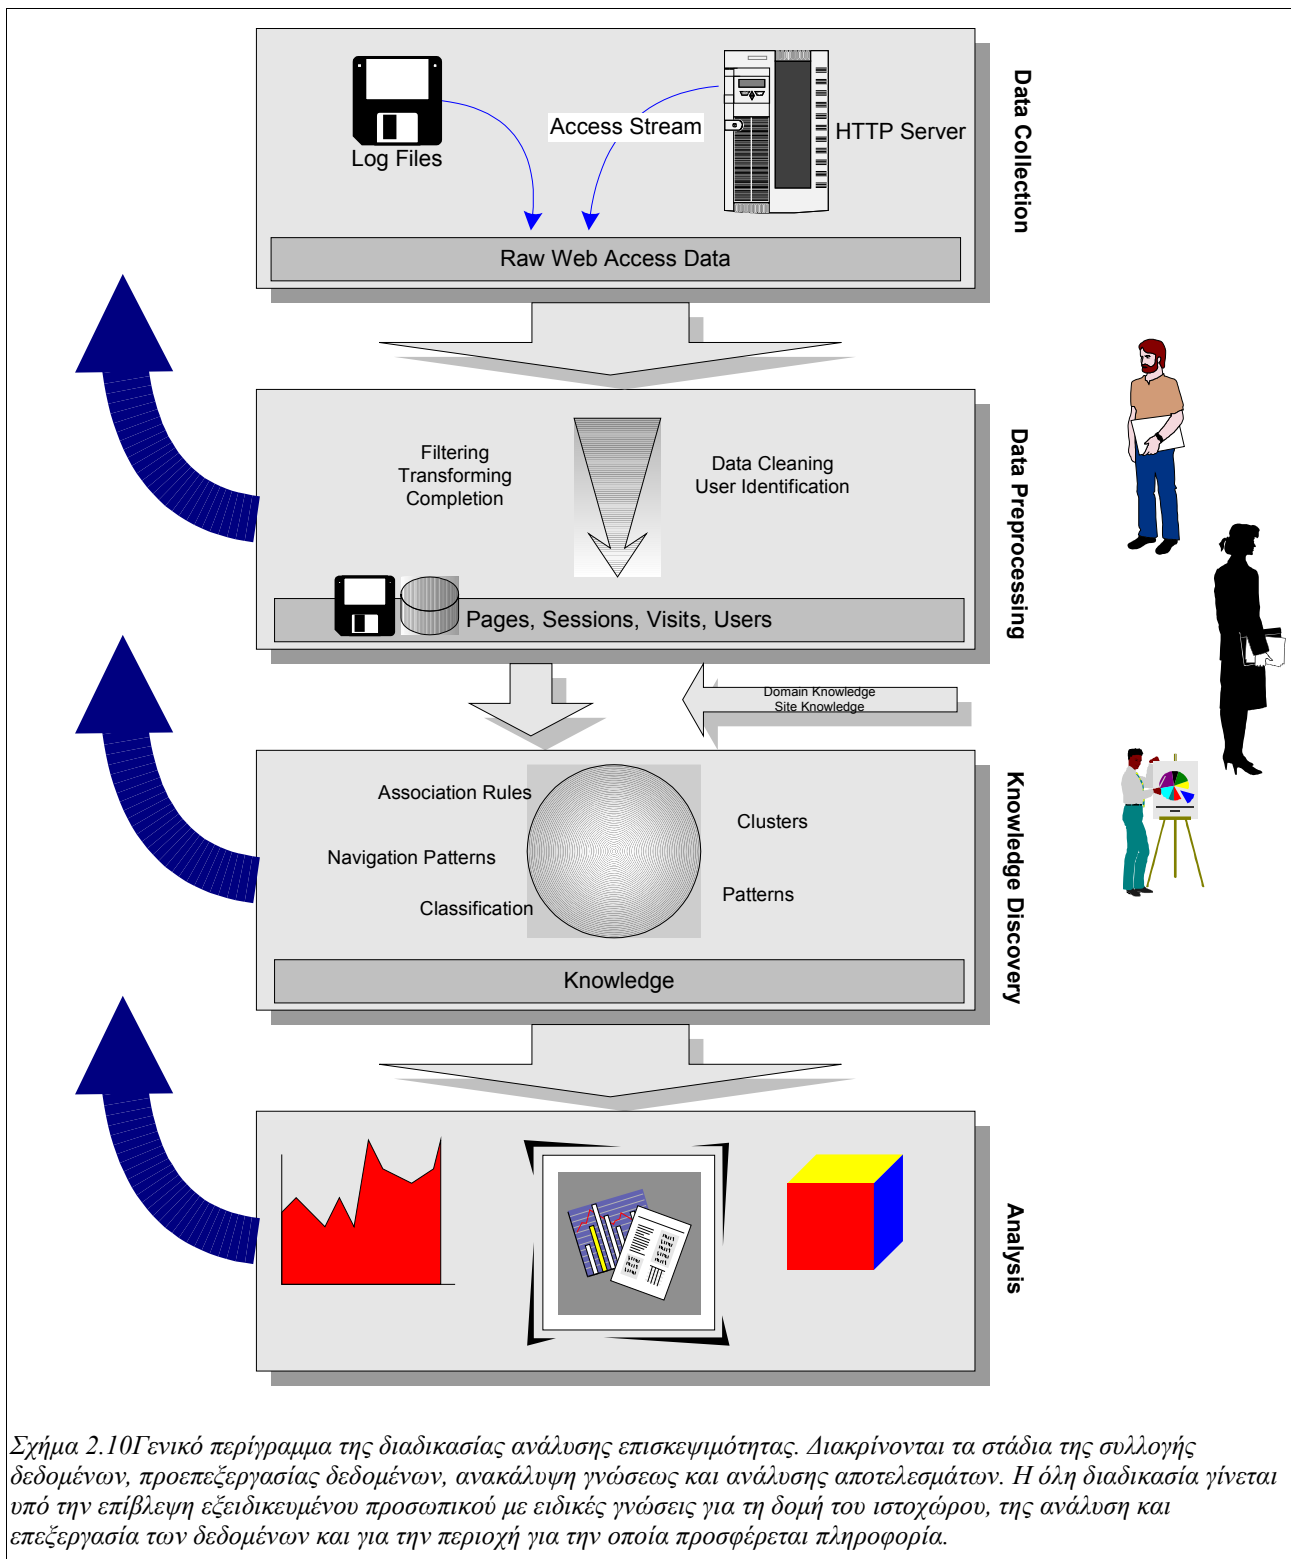 Log Files
Access Stream
HTTP Server
Raw Web Access Data
Data Collection
Filtering
Transforming
Completion
Data Cleaning
User Identification
Pages, Sessions, Visits, Users
Data Preprocessing
Domain Knowledge
Site Knowledge
Association Rules
Clusters
Navigation Patterns
Patterns
Classification
Knowledge
Knowledge Discovery
Analysis
Σχήμα 2.10Γενικό περίγραμμα της διαδικασίας ανάλυσης επισκεψιμότητας. Διακρίνονται τα στάδια της συλλογής
δεδομένων, προεπεξεργασίας δεδομένων, ανακάλυψη γνώσεως και ανάλυσης αποτελεσμάτων. Η όλη διαδικασία γίνεται
υπό την επίβλεψη εξειδικευμένου προσωπικού με ειδικές γνώσεις για τη δομή του ιστοχώρου, της ανάλυση και
επεξεργασία των δεδομένων και για την περιοχή για την οποία προσφέρεται πληροφορία.